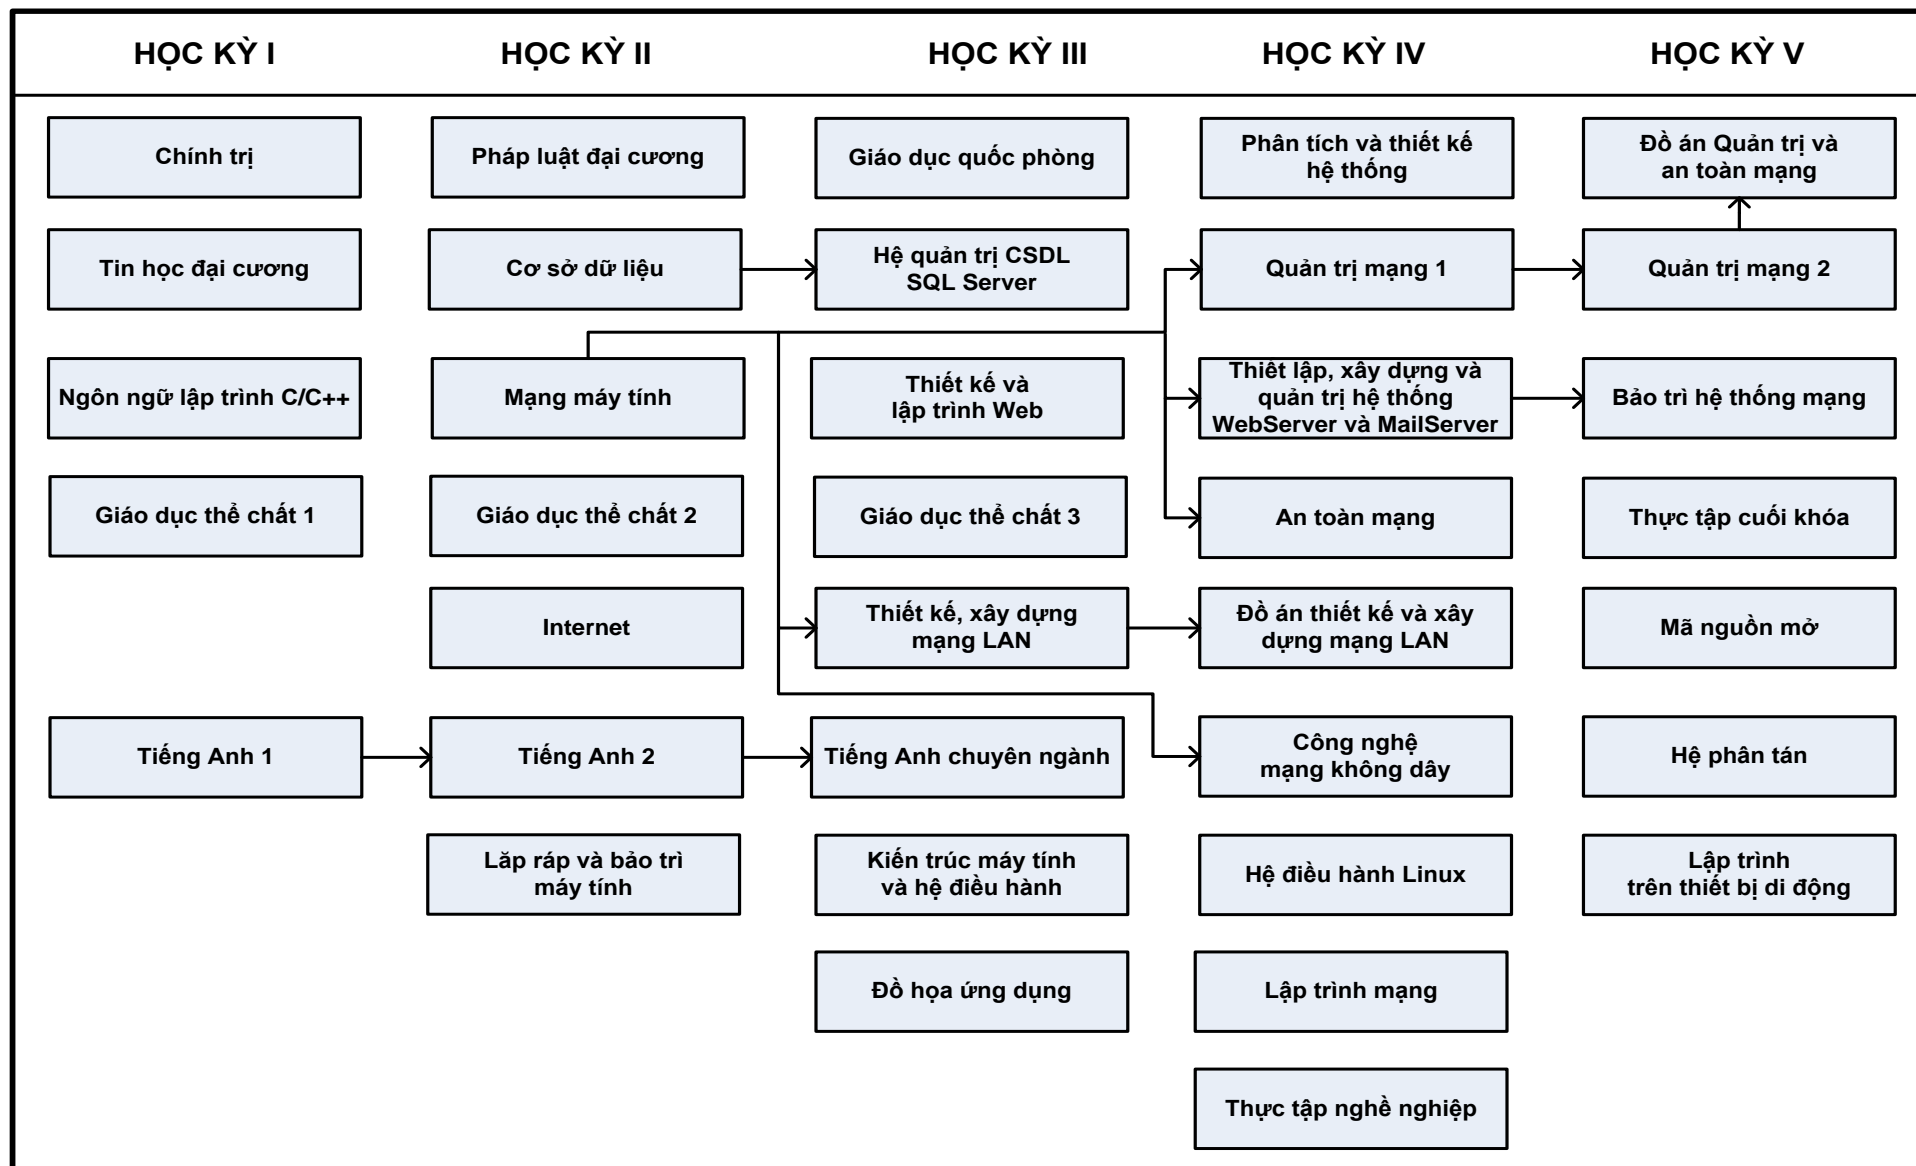 HỌC KỲ I
HỌC KỲ II
HỌC KỲ III
HỌC KỲ IV
HỌC KỲ V
Chính trị
Pháp luật đại cương
Giáo dục quốc phòng
Phân tích và thiết kế
hệ thống
Đồ án Quản trị và
an toàn mạng
Tin học đại cương
Cơ sở dữ liệu
Hệ quản trị CSDL
SQL Server
Quản trị mạng 1
Quản trị mạng 2
Ngôn ngữ lập trình C/C++
Mạng máy tính
Thiết kế và
lập trình Web
Thiết lập, xây dựng và
quản trị hệ thống
WebServer và MailServer
Bảo trì hệ thống mạng
Giáo dục thể chất 1
Giáo dục thể chất 2
Giáo dục thể chất 3
An toàn mạng
Thực tập cuối khóa
Internet
Thiết kế, xây dựng
mạng LAN
Đồ án thiết kế và xây
dựng mạng LAN
Mã nguồn mở
Tiếng Anh 1
Tiếng Anh 2
Tiếng Anh chuyên ngành
Công nghệ
mạng không dây
Hệ phân tán
Lắp ráp và bảo trì
máy tính
Kiến trúc máy tính
và hệ điều hành
Hệ điều hành Linux
Lập trình
trên thiết bị di động
Đồ họa ứng dụng
Lập trình mạng
Thực tập nghề nghiệp